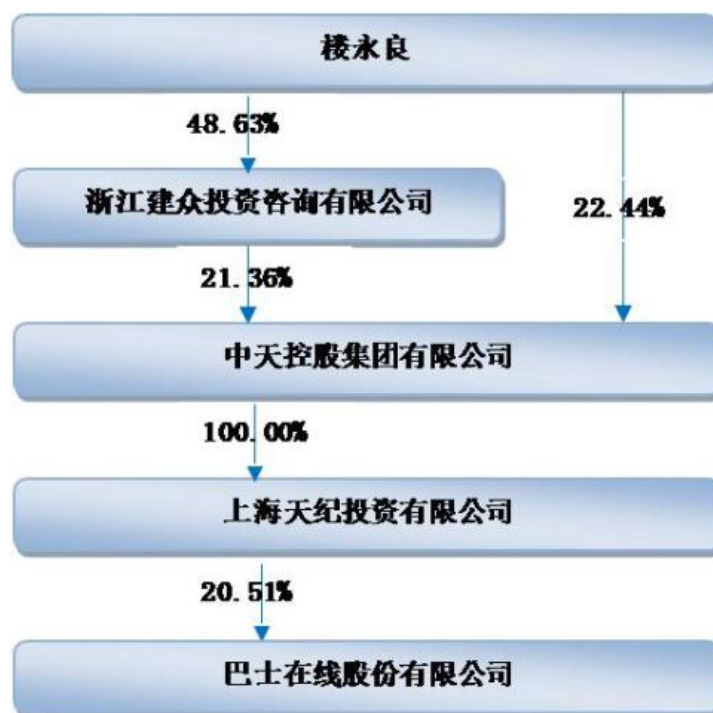 楼永良
48.63%
浙江建众投资咨询有限公司
22.44%
21.36%
中天控股集团有限公司
100.00%
上海天纪投资有限公司
20.51%
巴士在线股份有限公司